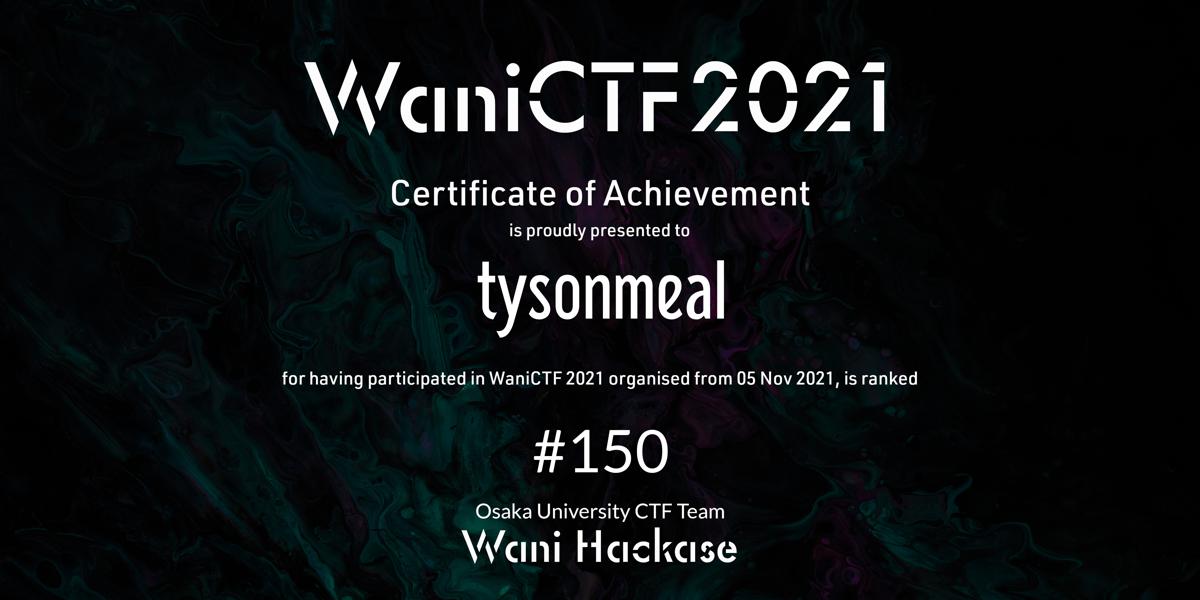 WaniCTF2021
Certificate of Achievement
is proudly presented to
tysonmeal
for having participated in WaniCTF 2021 organised from 05 Nov 2021, is ranked
#150
Osaka University CTF Team
Wani Hackase